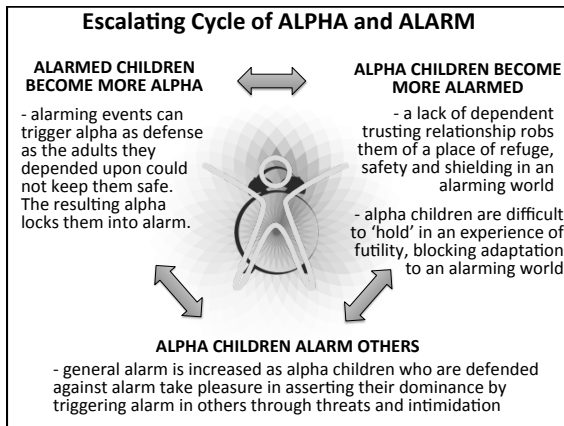 Escalating Cycle of ALPHA and ALARM
ALARMED CHILDREN
BECOME MORE ALPHA
- alarming events can
trigger alpha as defense
as the adults they
depended upon could
not keep them safe.
The resulting alpha
locks them into alarm.
ALPHA CHILDREN BECOME
MORE ALARMED
- a lack of dependent
trusting relationship robs
them of a place of refuge,
safety and shielding in an
alarming world
- alpha children are difficult
to ‘hold’ in an experience of
futility, blocking adaptation
to an alarming world
ALPHA CHILDREN ALARM OTHERS
- general alarm is increased as alpha children who are defended
against alarm take pleasure in asserting their dominance by
triggering alarm in others through threats and intimidation